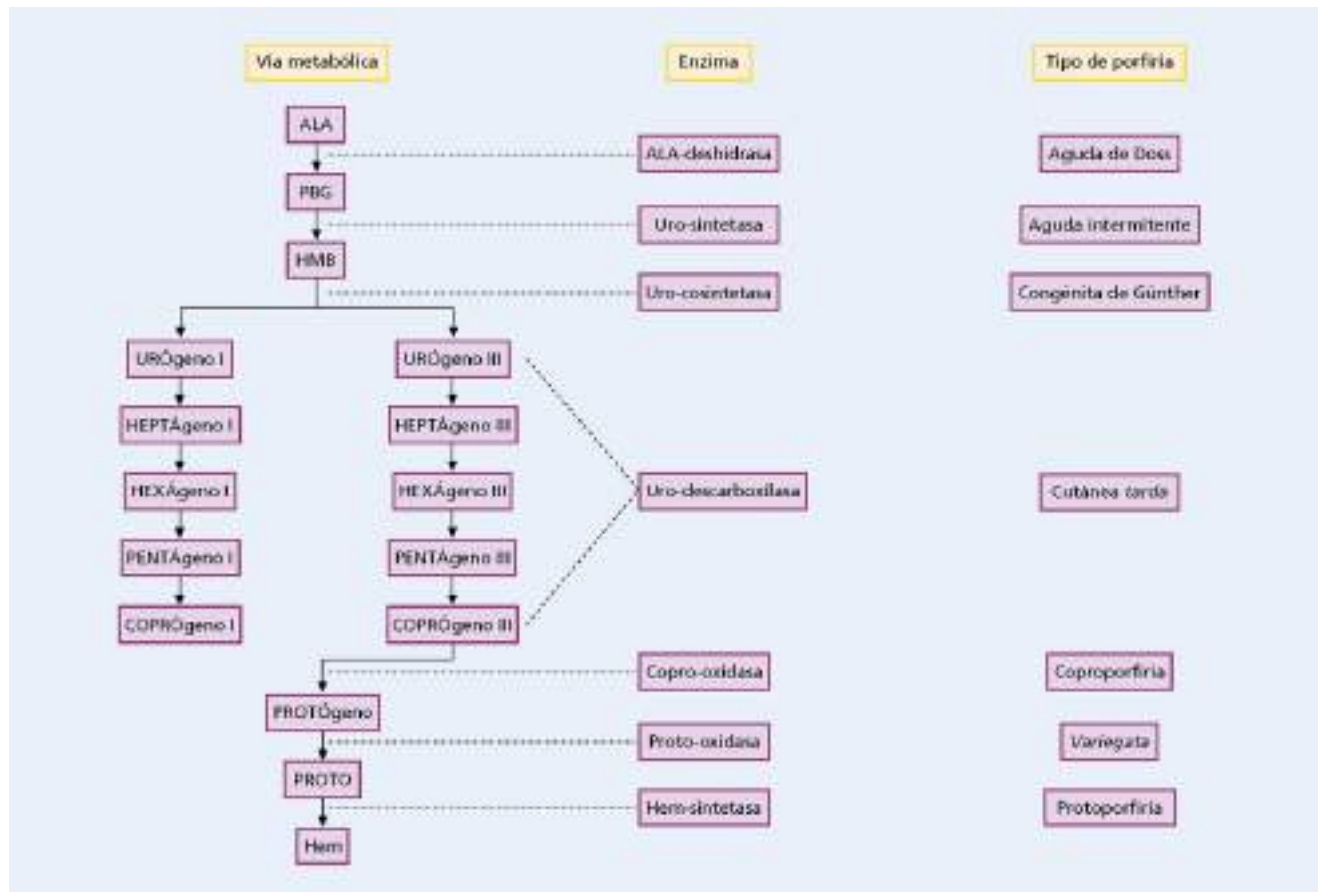 Vía metabólica
Enzima
Tipo de porfiria
ALA
ALA-deshidrasa
Aguda de Doss
PBG
Uro-sintetasa
Aguda intermitente
HMB
Uro-cosintetasa
Congénita de Günther
URÓgeno I
URÓgeno III
HEPTÁgeno I
HEPTÁgeno III
HEXÁgeno I
HEXÁgeno III
Uro-descarboxilasa
Cutánea tarda
PENTÁgeno I
PENTÁgeno III
COPRÓgeno I
COPRÓgeno III
Copro-oxidasa
Coproporfiria
PROTÓgeno
Proto-oxidasa
Variegata
PROTO
Hem-sintetasa
Protoporfiria
Hem